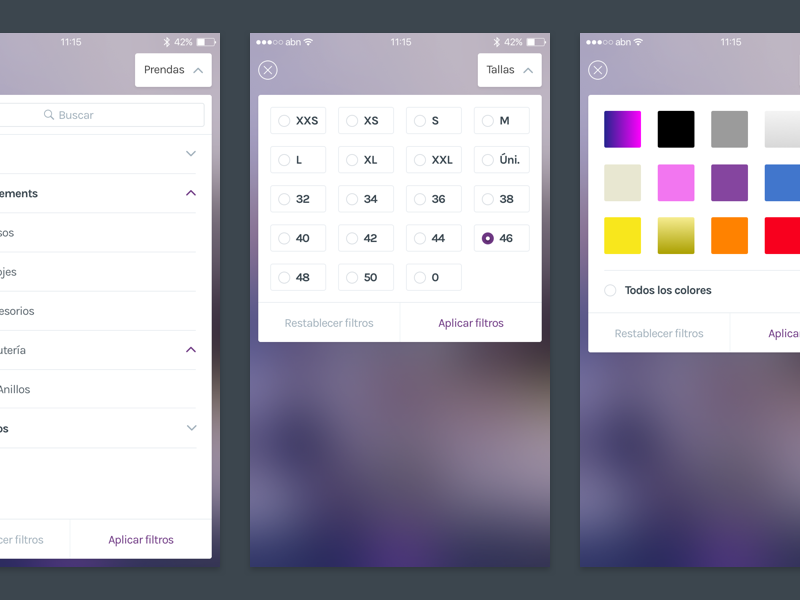 11:15 42%
Prendas
Buscar
ements
sos
ojes
esorios
utería
Anillos
os
cer filtros Aplicar filtros
abn 11:15 42%
Tallas
XXS XS S M
L XL XXL Úni.
32 34 36 38
40 42 44 46
48 50 0
Restablecer filtros Aplicar filtros
abn 11:15
Todos los colores
Restablecer filtros Aplica